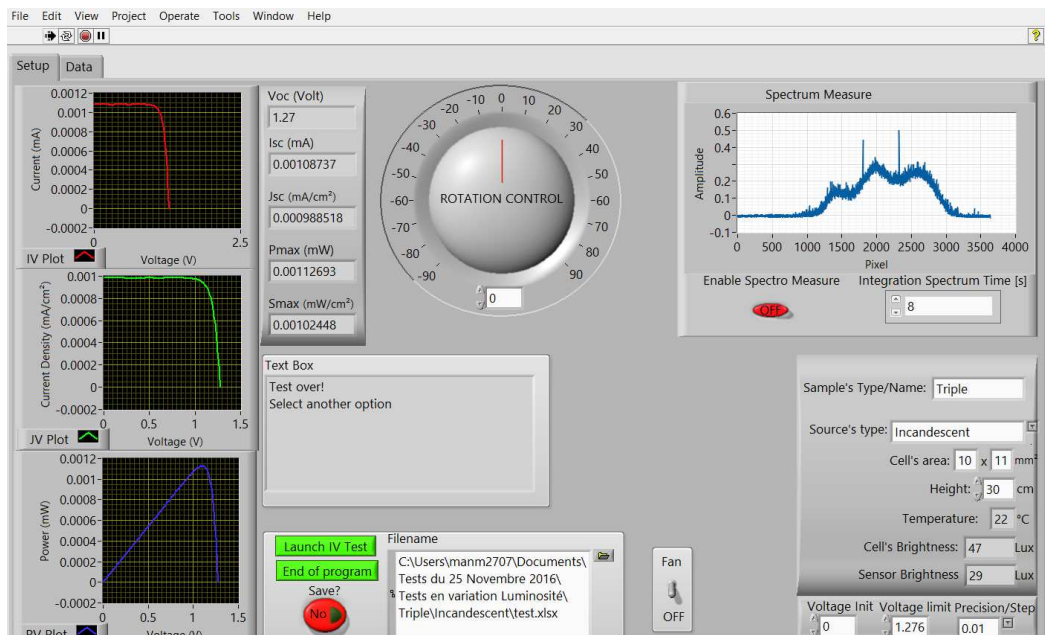 File Edit View Project Operate Tools Window Help
?
Setup Data
0.0012
0.001
0.0008
0.0006
0.0004
0.0002
0
-0.0002
Current (mA)
0 2.5
IV Plot Voltage (V)
0.001
0.0008
0.0006
0.0004
0.0002
0
-0.0002
Current Density (mA/cm²)
0 0.5 1 1.5
JV Plot Voltage (V)
0.0012
0.001
0.0008
0.0006
0.0004
0.0002
0
-0.0002
Power (mW)
0 0.5 1 1.5
PV Plot Voltage (V)
Voc (Volt)
1.27
Isc (mA)
0.00108737
Jsc (mA/cm²)
0.000988518
Pmax (mW)
0.00112693
Smax (mW/cm²)
0.00102448
-90 -80 -70 -60 -50 -40 -30 -20 -10 0 10 20 30 40 50 60 70 80 90
ROTATION CONTROL
0
Spectrum Measure
0.6
0.5
0.4
0.2
0.1
0
-0.1
Amplitude
0 500 1000 1500 2000 2500 3000 3500 4000
Pixel
Enable Spectro Measure Integration Spectrum Time [s]
OFF 8
Text Box
Test over!
Select another option
Launch IV Test
End of program
Save?
No
Filename
C:\Users\manm2707\Documents\
Tests du 25 Novembre 2016\
Tests en variation Luminosité\
Triple\Incandescent\test.xlsx
Fan
OFF
Sample's Type/Name: Triple
Source's type: Incandescent
Cell's area: 10 x 11 mm²
Height: 30 cm
Temperature: 22 °C
Cell's Brightness: 47 Lux
Sensor Brightness 29 Lux
Voltage Init Voltage limit Precision/Step
0 1.276 0.01